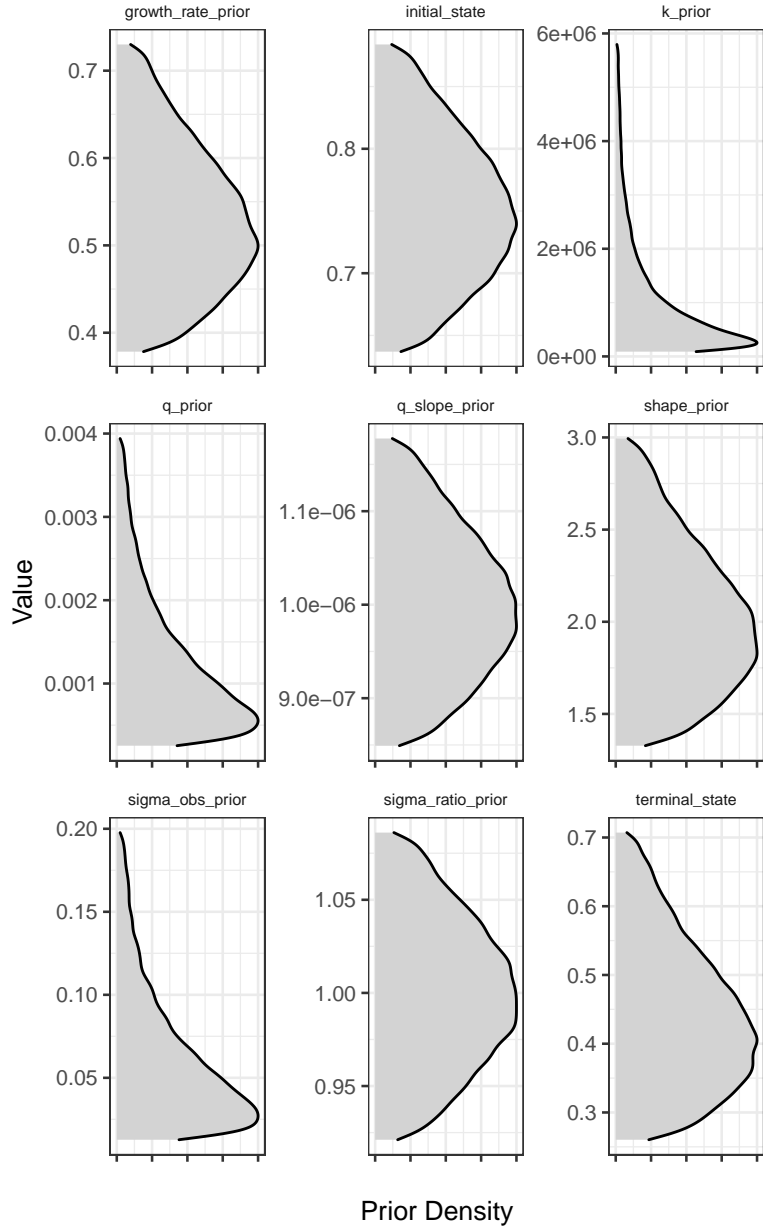 growth_rate_prior
initial_state
k_prior
0.7
0.6
0.5
0.4
0.8
0.7
6e+06
4e+06
2e+06
0e+00
q_prior
q_slope_prior
shape_prior
0.004
0.003
0.002
0.001
1.1e−06
1.0e−06
9.0e−07
3.0
2.5
2.0
1.5
Value
sigma_obs_prior
sigma_ratio_prior
terminal_state
0.20
0.15
0.10
0.05
1.05
1.00
0.95
0.7
0.6
0.5
0.4
0.3
Prior Density